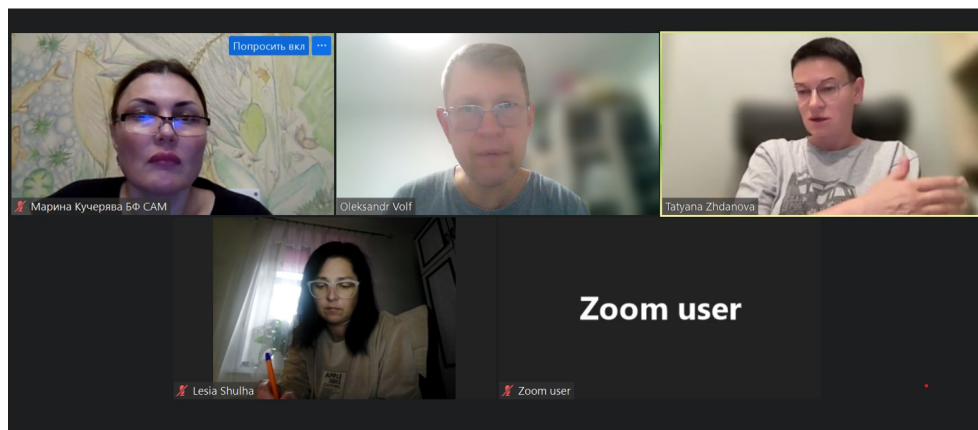 Попросить вкл ...
Марина Кучерява БФ САМ
Oleksandr Volf
Tatyana Zhdanova
Zoom user
Lesia Shulha
Zoom user